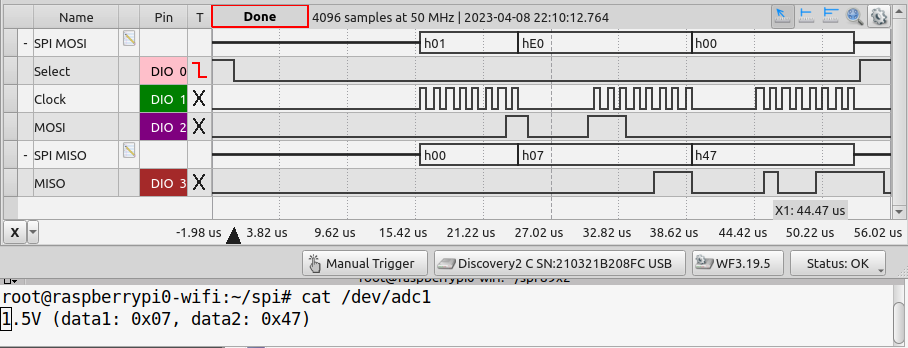 Name Pin T Done 4096 samples at 50 MHz | 2023-04-08 22:10:12.764
- SPI MOSI h01 hE0 h00
Select DIO 0
Clock DIO 1 X
MOSI DIO 2 X
- SPI MISO h00 h07 h47
MISO DIO 3 X
X1: 44.47 us
X -1.98 us 3.82 us 9.62 us 15.42 us 21.22 us 27.02 us 32.82 us 38.62 us 44.42 us 50.22 us 56.02 us
Manual Trigger Discovery2 C SN:210321B208FC USB WF3.19.5 Status: OK
root@raspberrypi0-wifi:~/spi# cat /dev/adc1
1.5V (data1: 0x07, data2: 0x47)